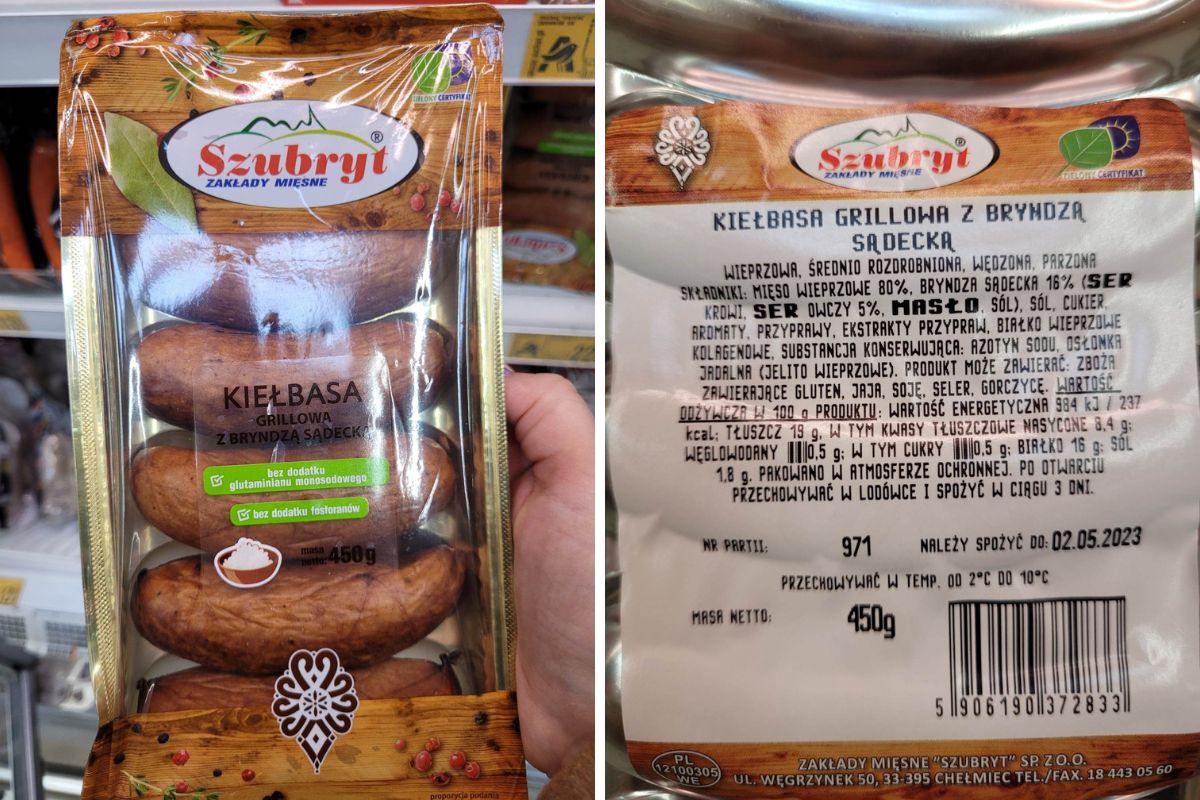 Szubryt ®
ZAKŁADY MIĘSNE
ZIELONY CERTYFIKAT
KIEŁBASA
GRILLOWA
Z BRYNDZĄ SĄDECKĄ
bez dodatku
glutaminianu monosodowego
bez dodatku fosforanów
masa
netto: 450g
propozycja podania
Szubryt ®
ZAKŁADY MIĘSNE
ZIELONY CERTYFIKAT
KIEŁBASA GRILLOWA Z BRYNDZĄ
SĄDECKĄ
WIEPRZOWA, ŚREDNIO ROZDROBNIONA, WĘDZONA, PARZONA
SKŁADNIKI: MIĘSO WIEPRZOWE 80%, BRYNDZA SĄDECKA 16% (SER
KROWI, SER OWCZY 5%, MASŁO, SÓL), SÓL, CUKIER,
AROMATY, PRZYPRAWY, EKSTRAKTY PRZYPRAW, BIAŁKO WIEPRZOWE
KOLAGENOWE, SUBSTANCJA KONSERWUJĄCA: AZOTYN SODU, OSŁONKA
JADALNA (JELITO WIEPRZOWE). PRODUKT MOŻE ZAWIERAĆ: ZBOŻA
ZAWIERAJĄCE GLUTEN, JAJA, SOJĘ, SELER, GORCZYCĘ. WARTOŚĆ
ODŻYWCZA W 100 g PRODUKTU: WARTOŚĆ ENERGETYCZNA 984 kJ / 237
kcal; TŁUSZCZ 19 g, W TYM KWASY TŁUSZCZOWE NASYCONE 8,4 g;
WĘGLOWODANY 0,5 g; W TYM CUKRY 0,5 g; BIAŁKO 16 g; SÓL
1,8 g. PAKOWANO W ATMOSFERZE OCHRONNEJ. PO OTWARCIU
PRZECHOWYWAĆ W LODÓWCE I SPOŻYĆ W CIĄGU 3 DNI.
NR PARTII: 971 NALEŻY SPOŻYĆ DO: 02.05.2023
PRZECHOWYWAĆ W TEMP. OD 2°C DO 10°C
MASA NETTO: 450g
5 906190 372833
PL
12100305
WE
ZAKŁADY MIĘSNE "SZUBRYT" SP. Z O.O.
UL. WĘGRZYNEK 50, 33-395 CHEŁMIEC TEL./FAX. 18 443 05 60